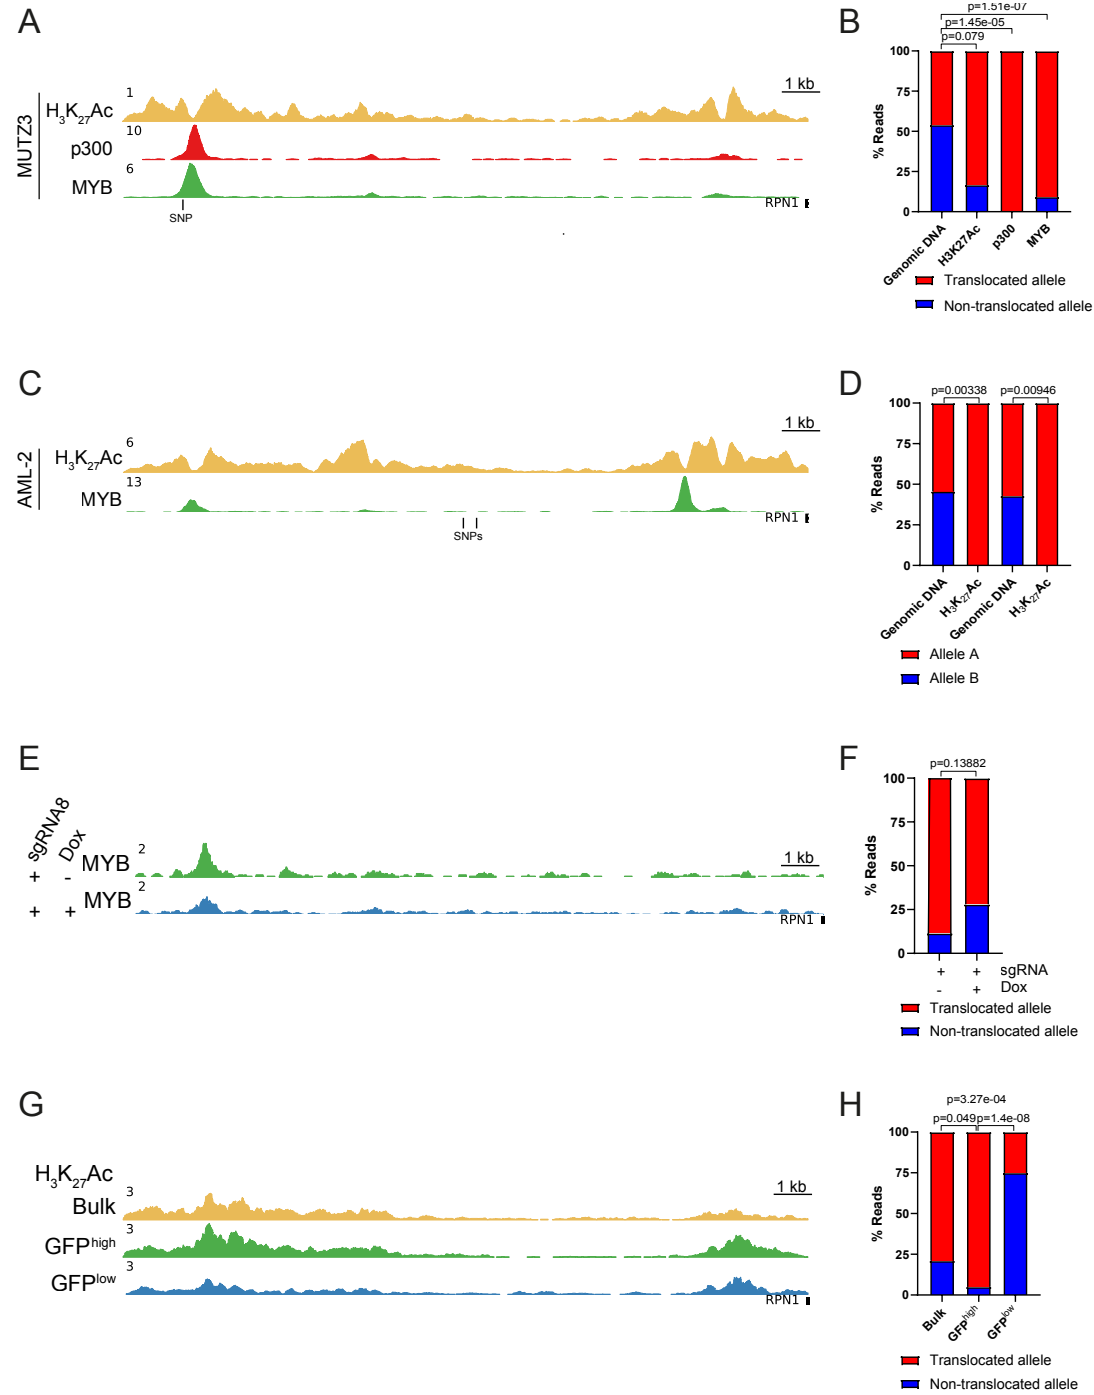 A
MUTZ3
H3K27Ac
1
p300
10
MYB
6
1 kb
RPN1
SNP
B
p=1.51e-07
p=1.45e-05
p=0.079
% Reads
100
75
50
25
0
Genomic DNA
H3K27Ac
p300
MYB
Translocated allele
Non-translocated allele
C
AML-2
H3K27Ac
6
MYB
13
1 kb
RPN1
SNPs
D
p=0.00338
p=0.00946
% Reads
100
75
50
25
0
Genomic DNA
H3K27Ac
Genomic DNA
H3K27Ac
Allele A
Allele B
E
sgRNA8
Dox
+ - MYB
2
+ + MYB
2
1 kb
RPN1
F
p=0.13882
% Reads
100
75
50
25
0
+ + sgRNA
- + Dox
Translocated allele
Non-translocated allele
G
H3K27Ac
Bulk
3
GFPhigh
3
GFPlow
3
1 kb
RPN1
H
p=3.27e-04
p=0.049
p=1.4e-08
% Reads
100
75
50
25
0
Bulk
GFPhigh
GFPlow
Translocated allele
Non-translocated allele